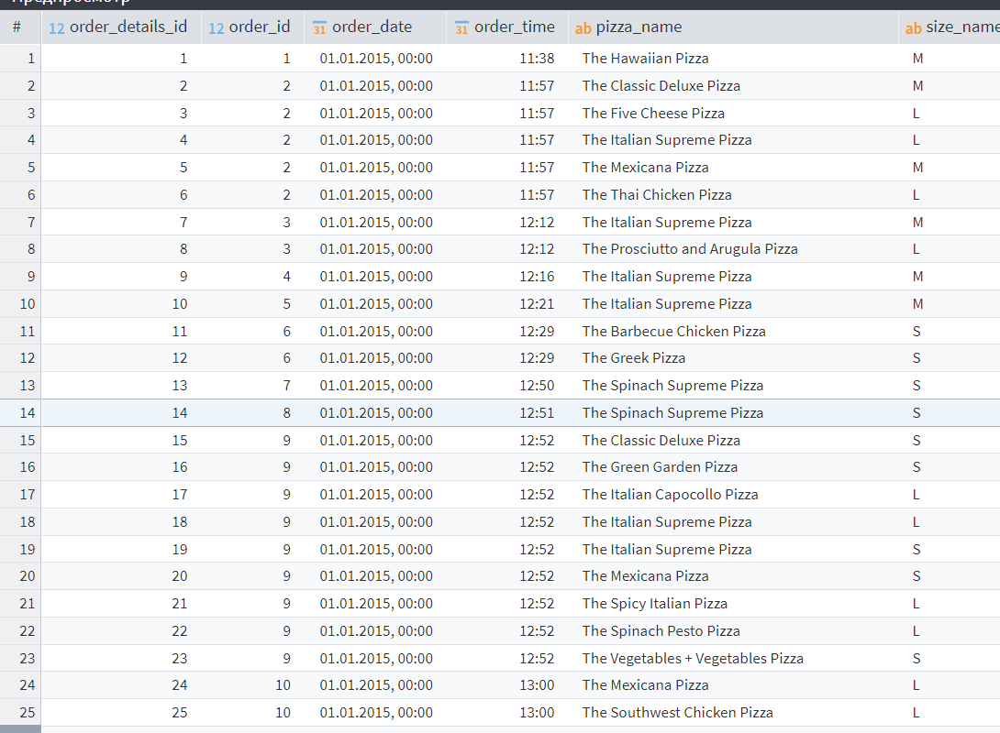 Предпросмотр
# 12 order_details_id 12 order_id 31 order_date 31 order_time ab pizza_name ab size_name
1 1 1 01.01.2015, 00:00 11:38 The Hawaiian Pizza M
2 2 2 01.01.2015, 00:00 11:57 The Classic Deluxe Pizza M
3 3 2 01.01.2015, 00:00 11:57 The Five Cheese Pizza L
4 4 2 01.01.2015, 00:00 11:57 The Italian Supreme Pizza L
5 5 2 01.01.2015, 00:00 11:57 The Mexicana Pizza M
6 6 2 01.01.2015, 00:00 11:57 The Thai Chicken Pizza L
7 7 3 01.01.2015, 00:00 12:12 The Italian Supreme Pizza M
8 8 3 01.01.2015, 00:00 12:12 The Prosciutto and Arugula Pizza L
9 9 4 01.01.2015, 00:00 12:16 The Italian Supreme Pizza M
10 10 5 01.01.2015, 00:00 12:21 The Italian Supreme Pizza M
11 11 6 01.01.2015, 00:00 12:29 The Barbecue Chicken Pizza S
12 12 6 01.01.2015, 00:00 12:29 The Greek Pizza S
13 13 7 01.01.2015, 00:00 12:50 The Spinach Supreme Pizza S
14 14 8 01.01.2015, 00:00 12:51 The Spinach Supreme Pizza S
15 15 9 01.01.2015, 00:00 12:52 The Classic Deluxe Pizza S
16 16 9 01.01.2015, 00:00 12:52 The Green Garden Pizza S
17 17 9 01.01.2015, 00:00 12:52 The Italian Capocollo Pizza L
18 18 9 01.01.2015, 00:00 12:52 The Italian Supreme Pizza L
19 19 9 01.01.2015, 00:00 12:52 The Italian Supreme Pizza S
20 20 9 01.01.2015, 00:00 12:52 The Mexicana Pizza S
21 21 9 01.01.2015, 00:00 12:52 The Spicy Italian Pizza L
22 22 9 01.01.2015, 00:00 12:52 The Spinach Pesto Pizza L
23 23 9 01.01.2015, 00:00 12:52 The Vegetables + Vegetables Pizza S
24 24 10 01.01.2015, 00:00 13:00 The Mexicana Pizza L
25 25 10 01.01.2015, 00:00 13:00 The Southwest Chicken Pizza L